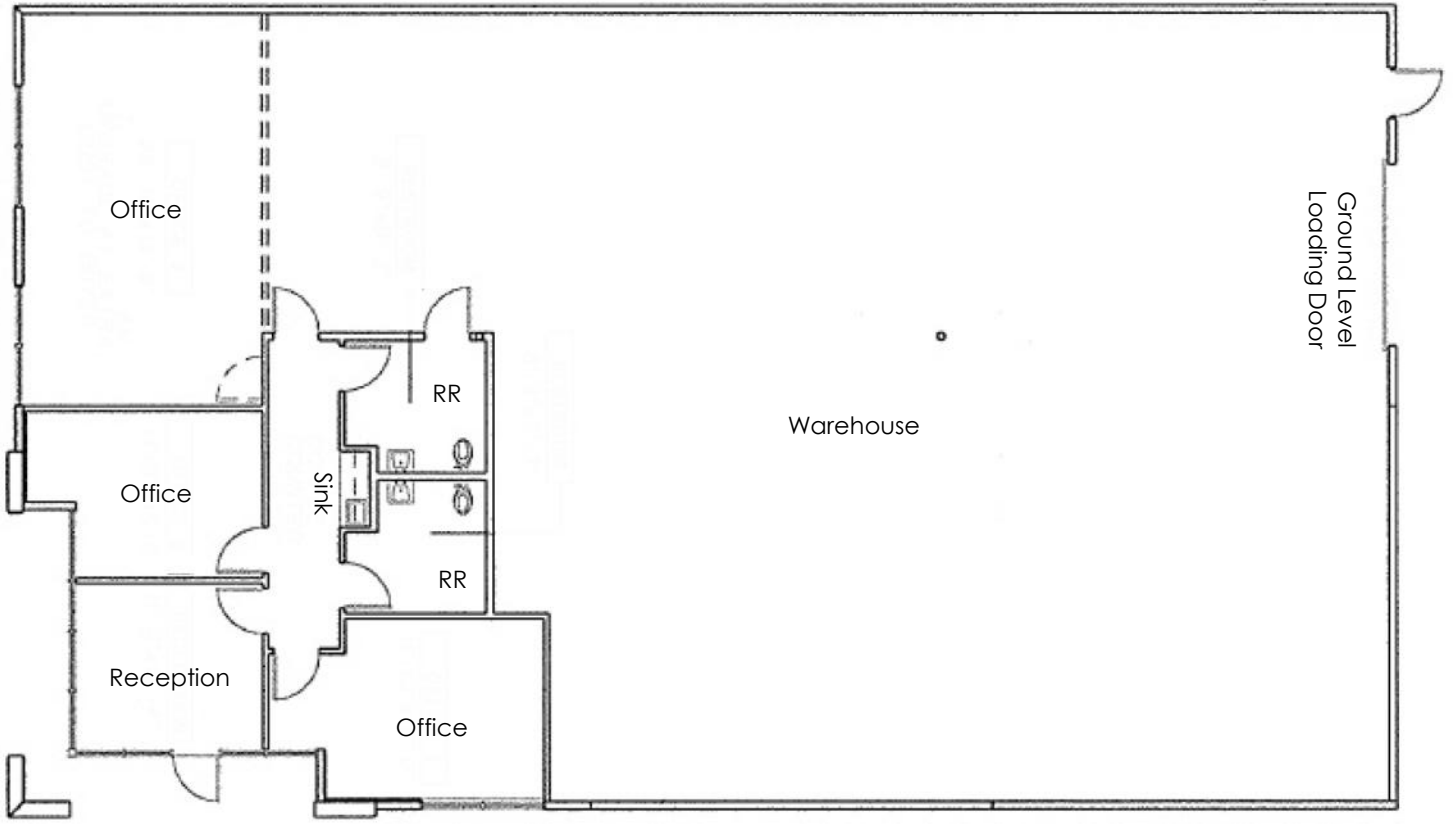 Office
Ground Level
Loading Door
RR
Warehouse
Office
Sink
RR
Reception
Office